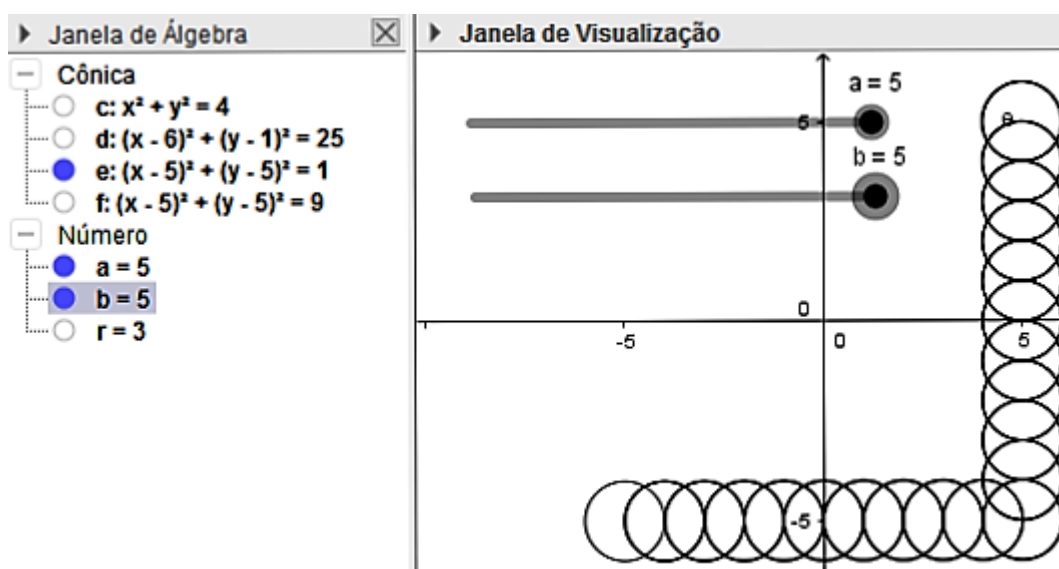 Janela de Álgebra
Cônica
c: x² + y² = 4
d: (x - 6)² + (y - 1)² = 25
e: (x - 5)² + (y - 5)² = 1
f: (x - 5)² + (y - 5)² = 9
Número
a = 5
b = 5
r = 3
Janela de Visualização
a = 5
5
e
b = 5
0
-5
0
5
-5